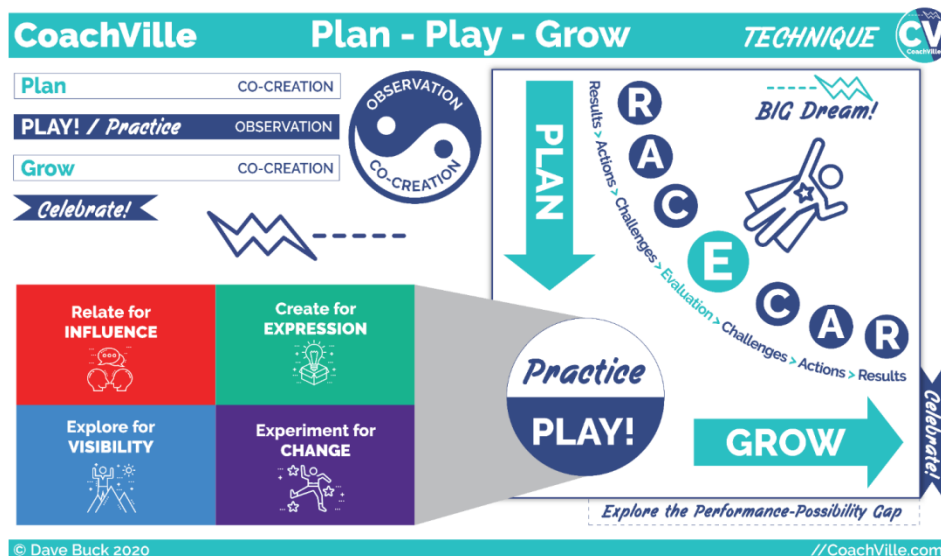 CoachVille
Plan - Play - Grow
TECHNIQUE
CV
CoachVille
Plan CO-CREATION
PLAY! / Practice OBSERVATION
Grow CO-CREATION
Celebrate!
OBSERVATION
CO-CREATION
PLAN
RACECAR
Results > Actions > Challenges > Evaluation > Challenges > Actions > Results
BIG Dream!
Relate for
INFLUENCE
Create for
EXPRESSION
Explore for
VISIBILITY
Experiment for
CHANGE
Practice
PLAY!
GROW
Celebrate!
Explore the Performance-Possibility Gap
© Dave Buck 2020
//CoachVille.com